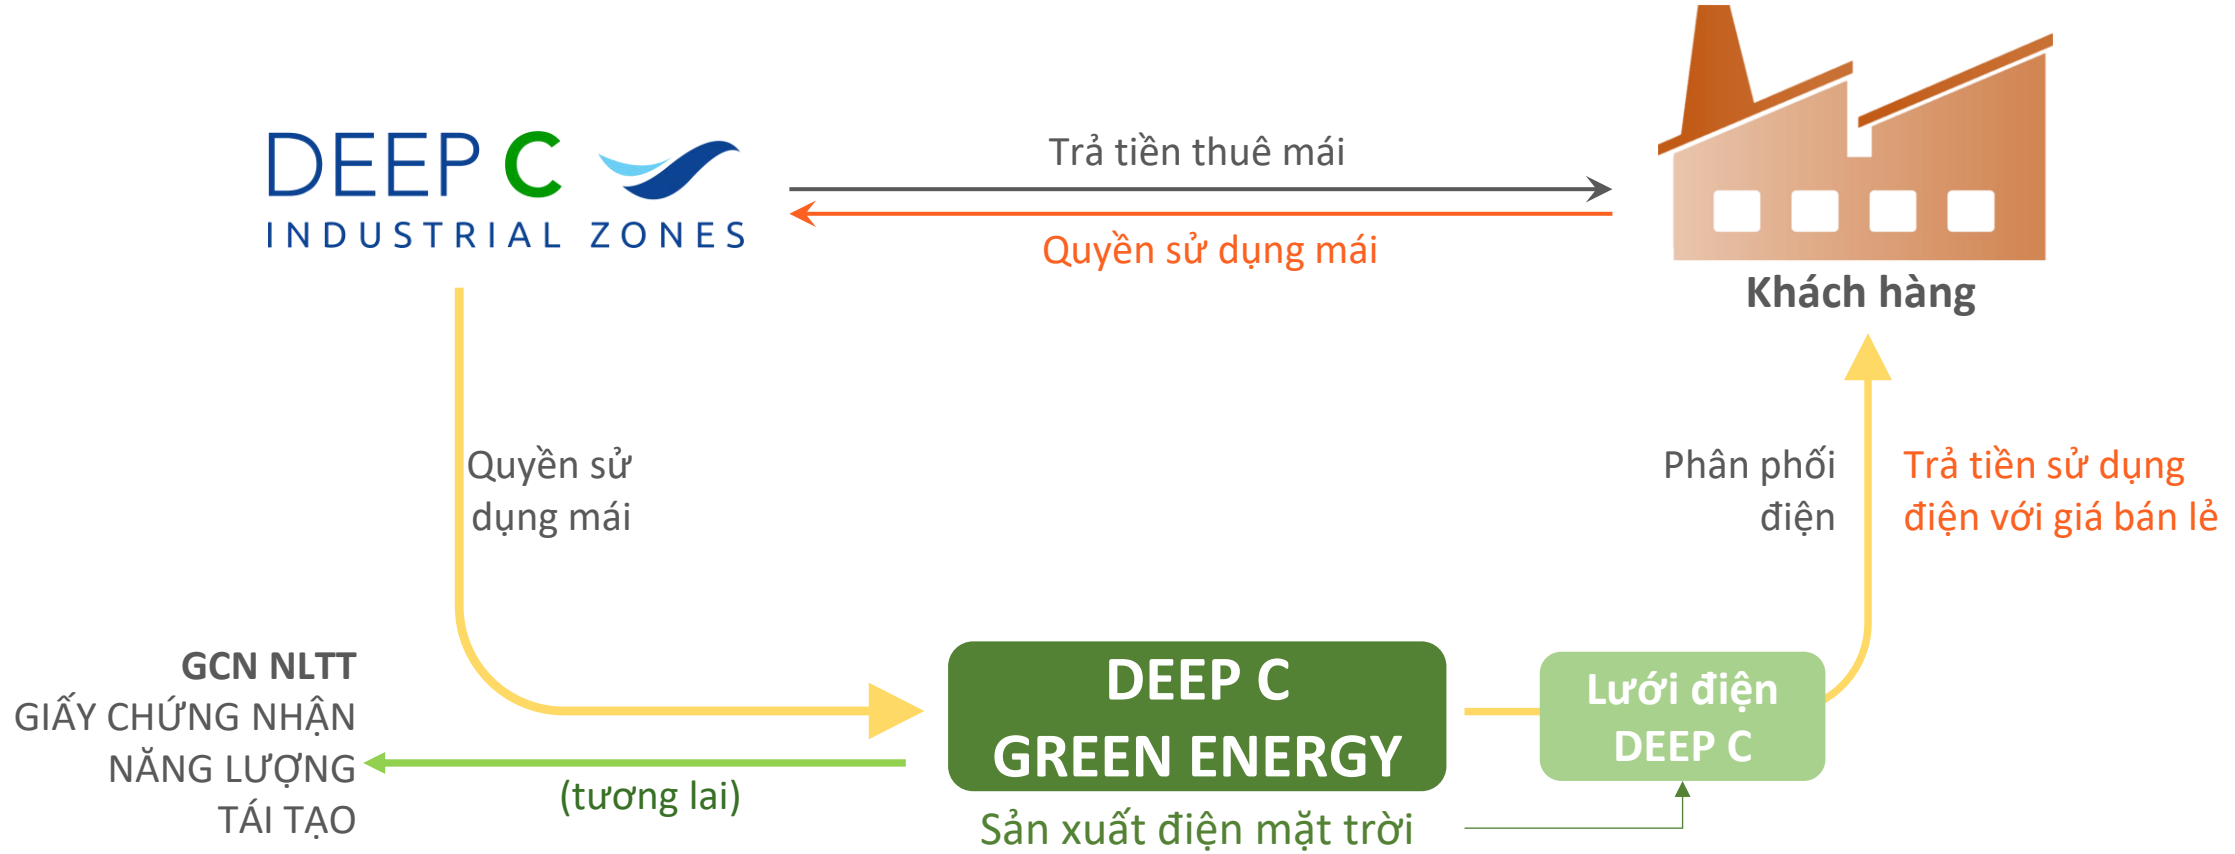 DEEP C
INDUSTRIAL ZONES
Trả tiền thuê mái
Quyền sử dụng mái
Khách hàng
Quyền sử
dụng mái
Phân phối
điện
Trả tiền sử dụng
điện với giá bán lẻ
GCN NLTT
GIẤY CHỨNG NHẬN
NĂNG LƯỢNG
TÁI TẠO
(tương lai)
DEEP C
GREEN ENERGY
Sản xuất điện mặt trời
Lưới điện
DEEP C